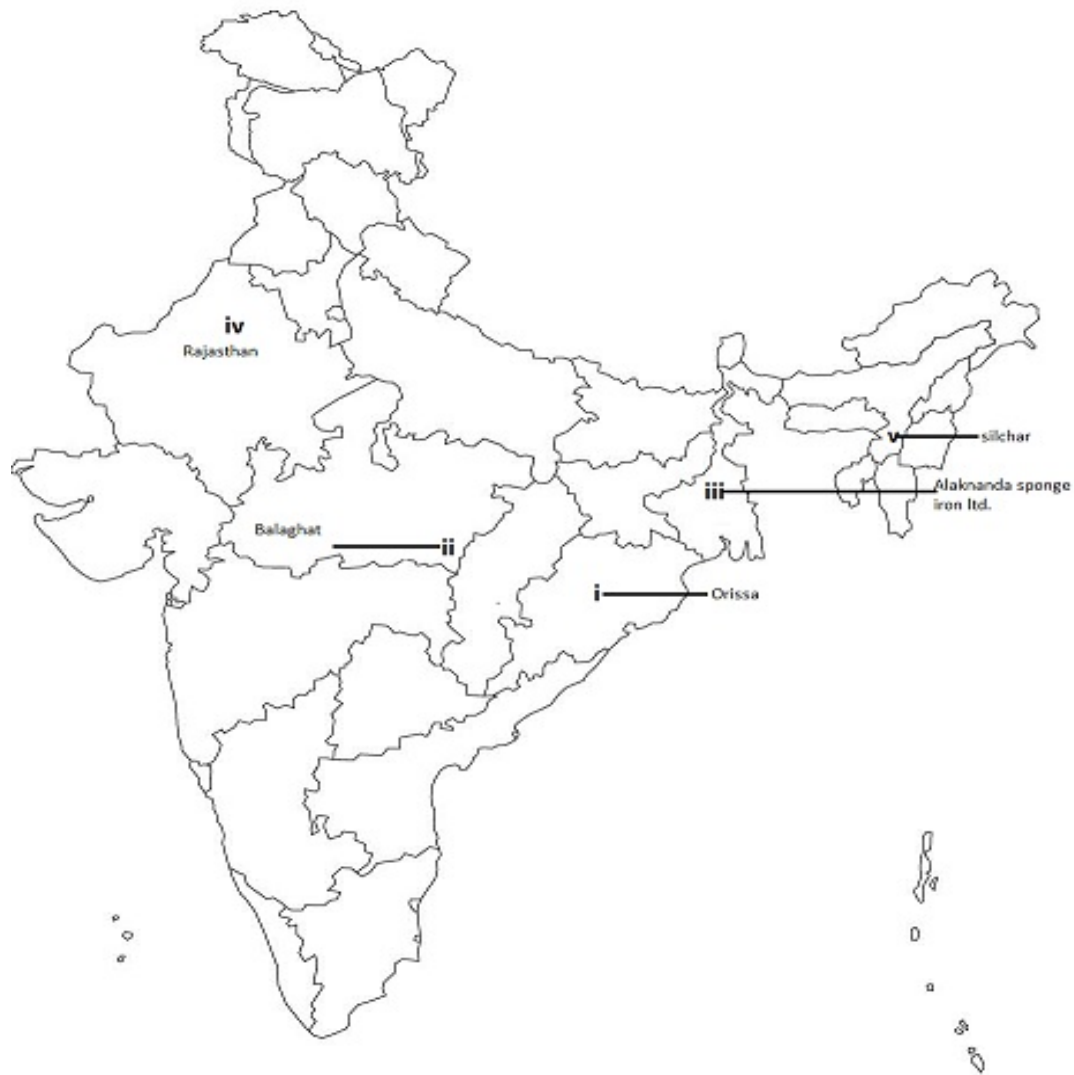 iv
Rajasthan
v silchar
iii Alaknanda sponge
iron ltd.
Balaghat
ii
i Orissa